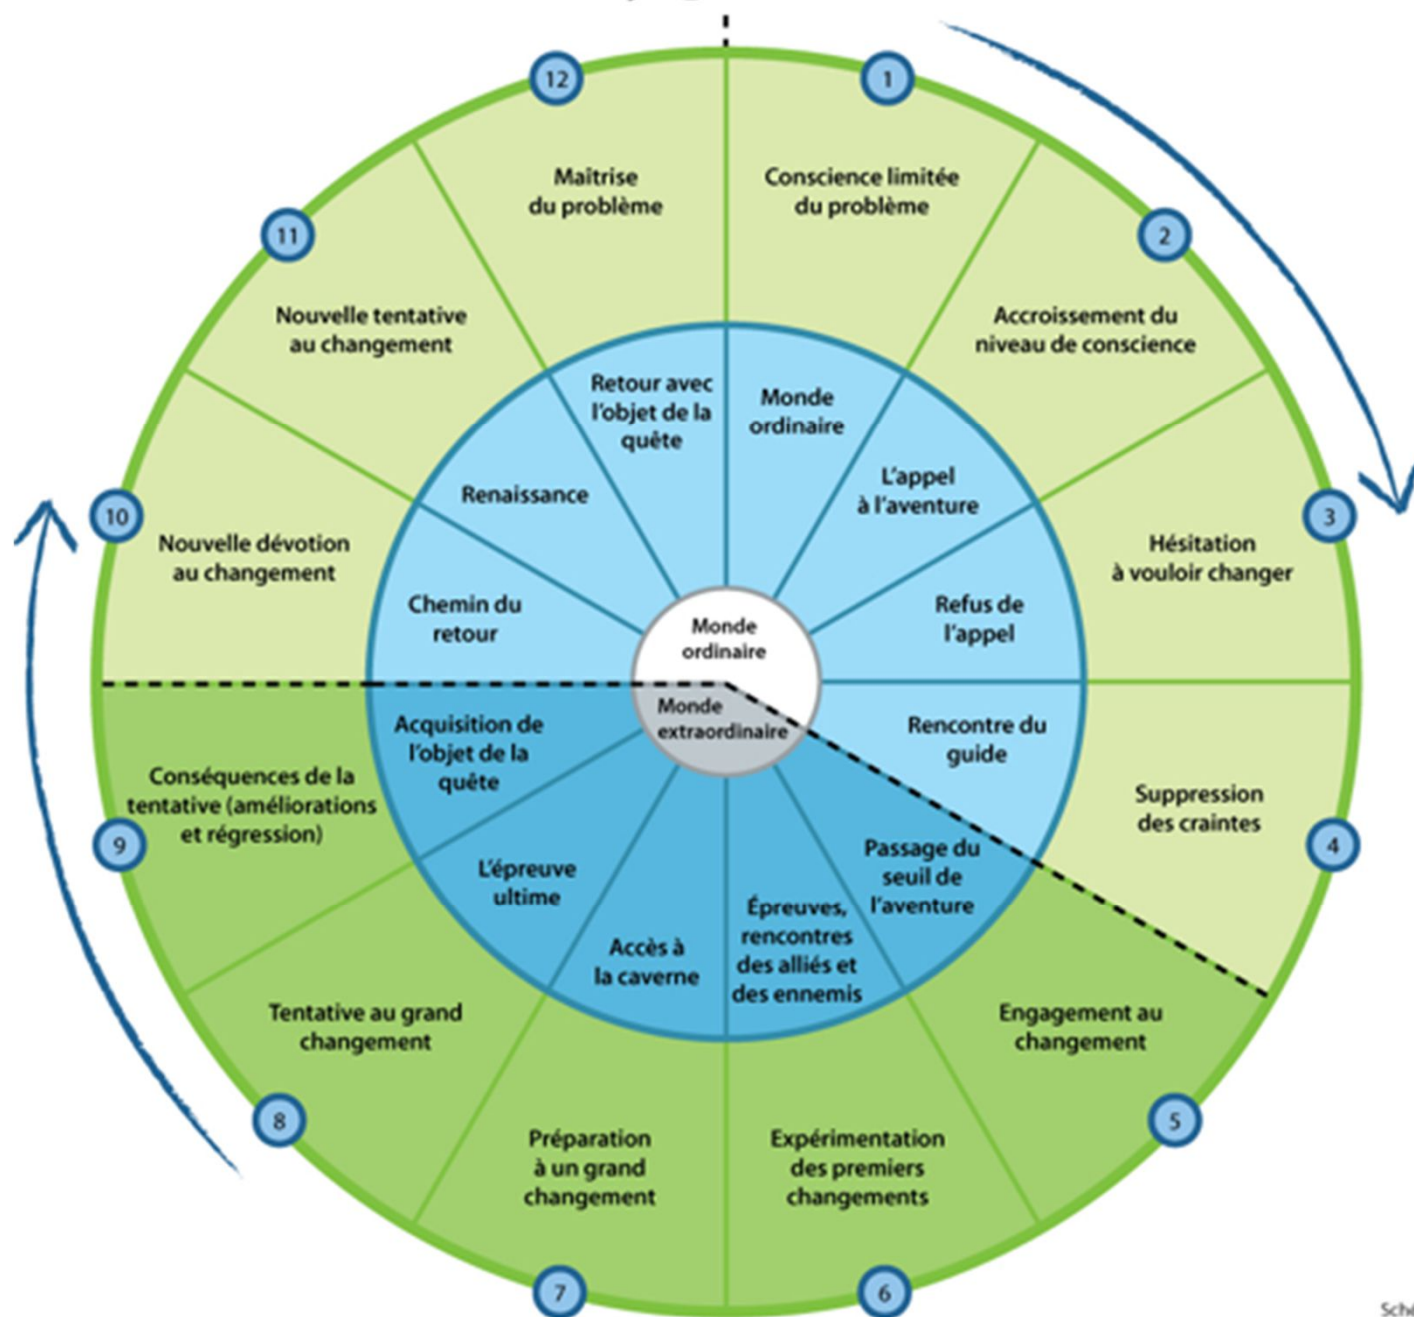 12
1
Maîtrise
du problème
Conscience limitée
du problème
11
2
Nouvelle tentative
au changement
Accroissement du
niveau de conscience
Retour avec
l'objet de la
quête
Monde
ordinaire
Renaissance
L'appel
à l'aventure
10
3
Nouvelle dévotion
au changement
Hésitation
à vouloir changer
Chemin du
retour
Refus de
l'appel
Monde
ordinaire
Monde
extraordinaire
Acquisition de
l'objet de la
quête
Rencontre du
guide
Conséquences de la
tentative (améliorations
et régression)
Suppression
des craintes
9
4
L'épreuve
ultime
Passage du
seuil de
l'aventure
Accès à
la caverne
Épreuves,
rencontres
des alliés et
des ennemis
Tentative au grand
changement
Engagement au
changement
8
5
Préparation
à un grand
changement
Expérimentation
des premiers
changements
7
6